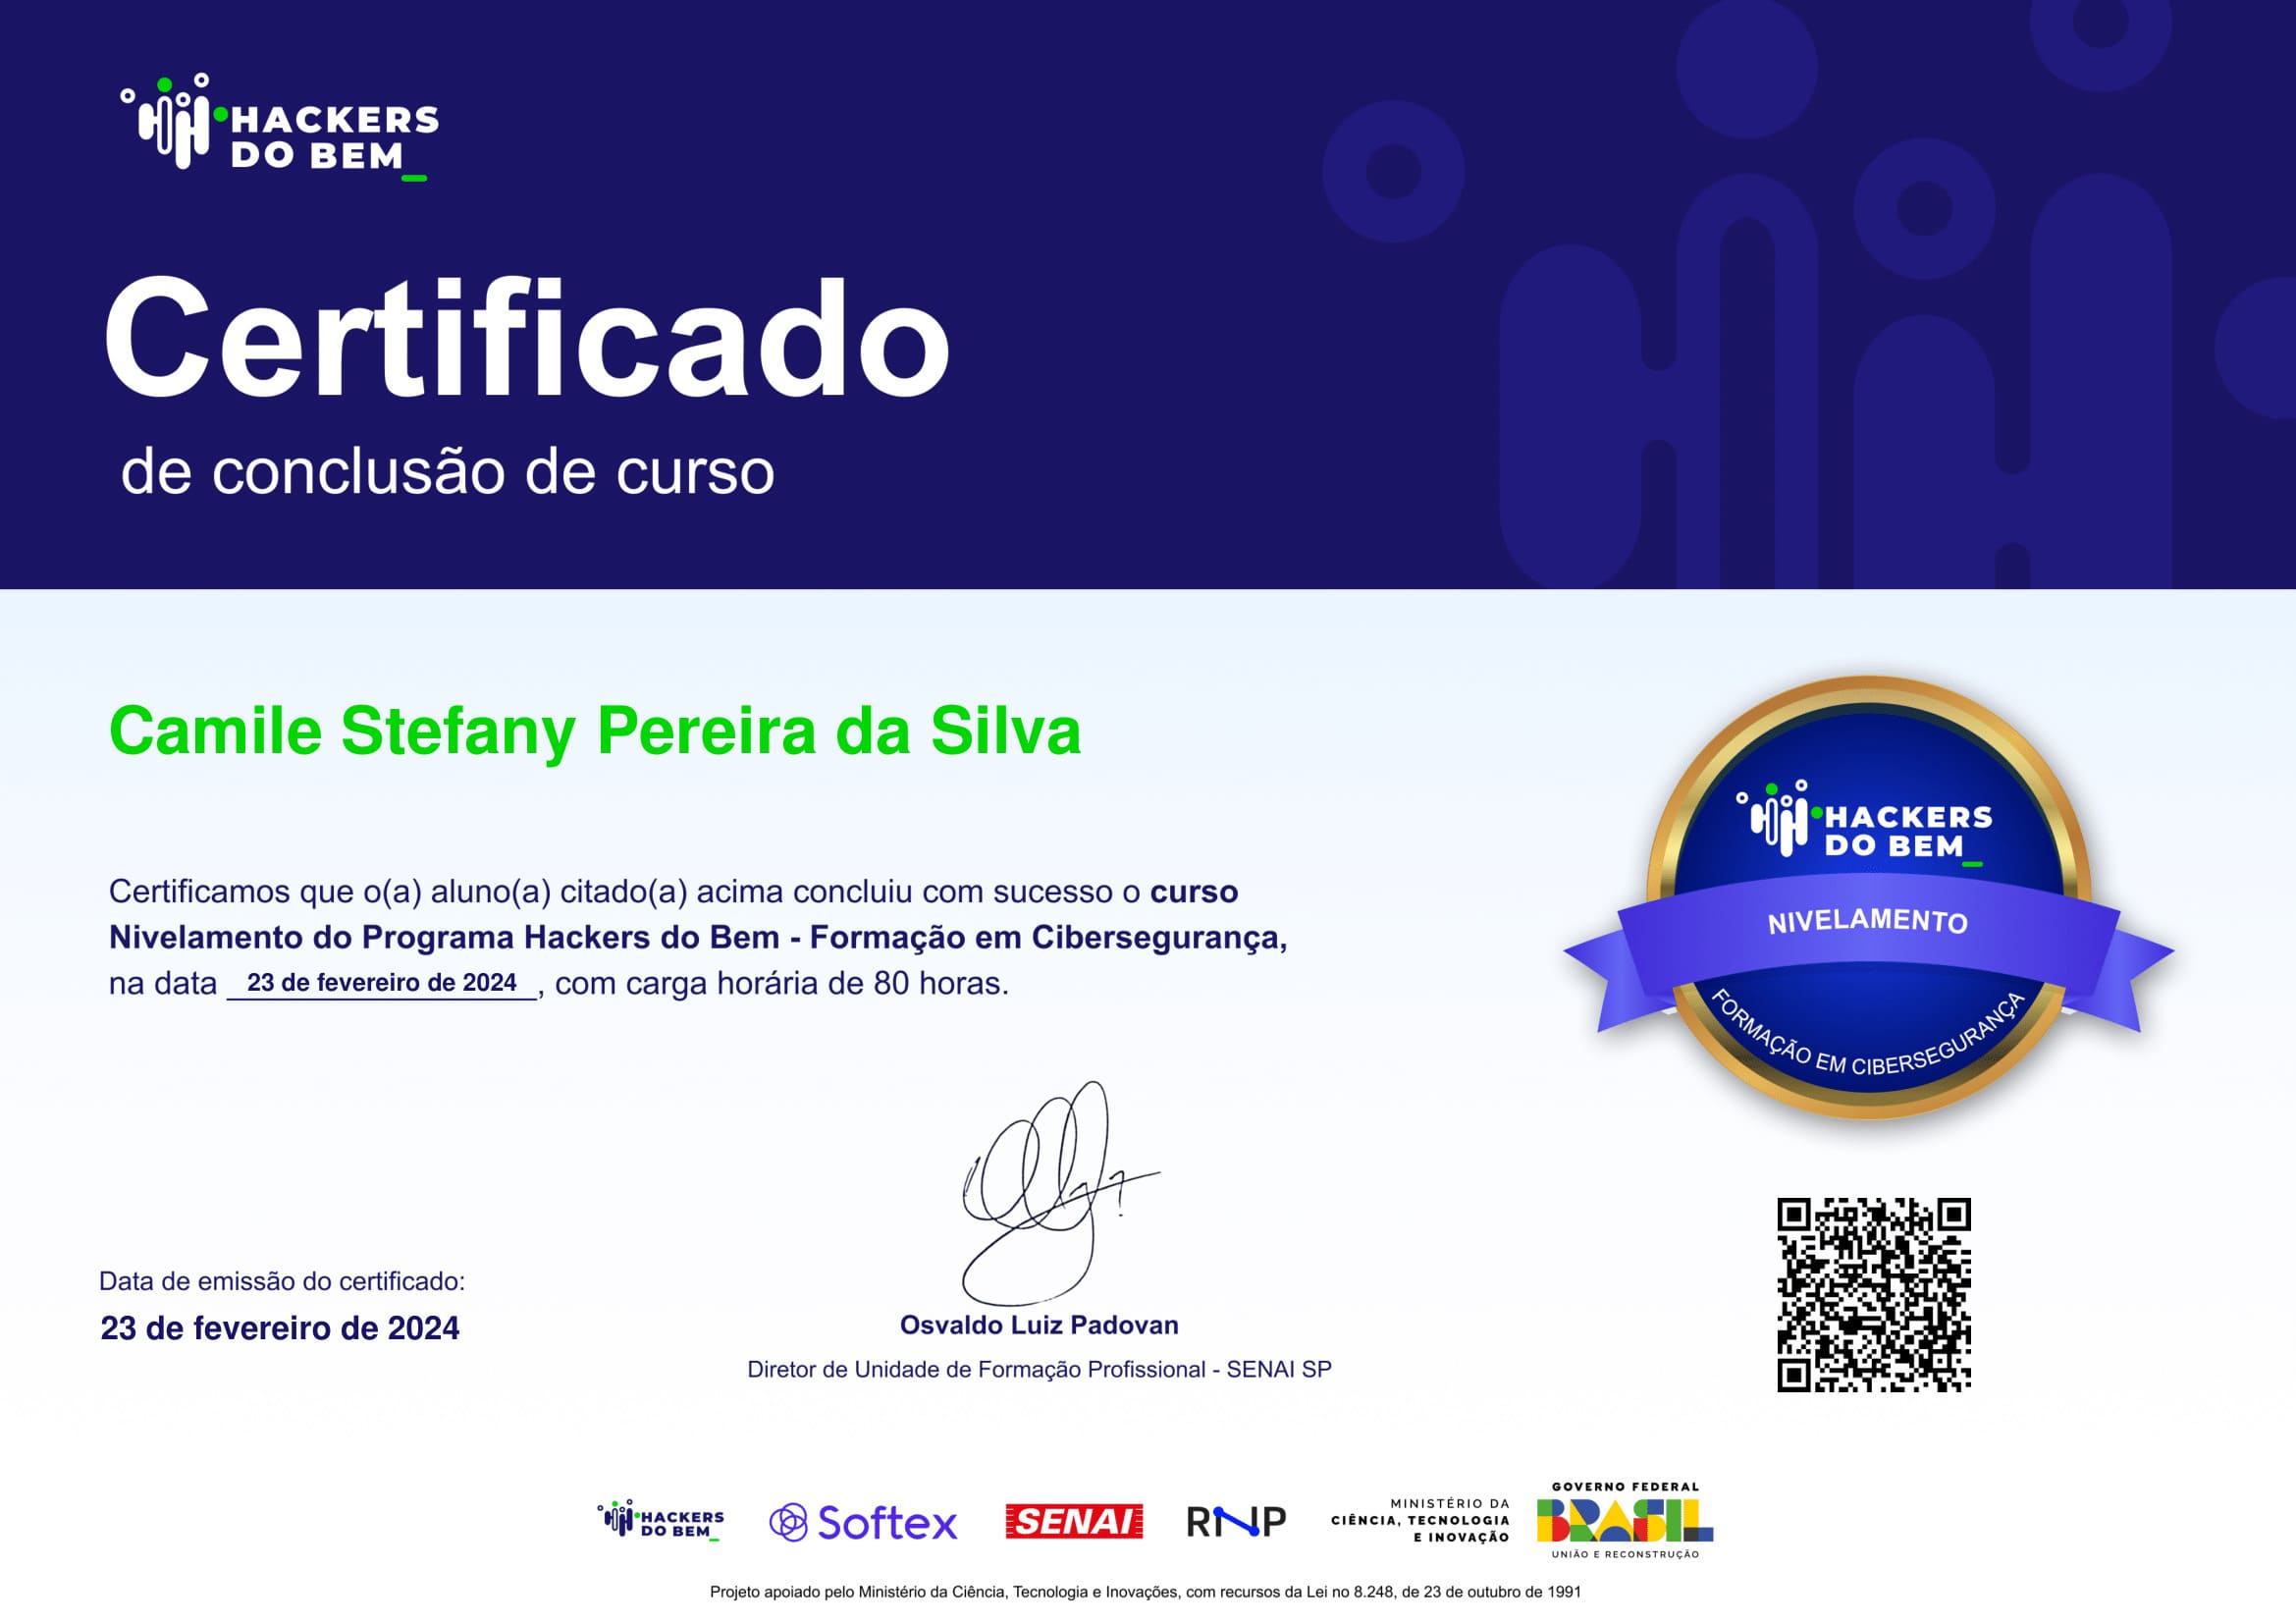 HACKERS
DO BEM_
Certificado
de conclusão de curso
Camile Stefany Pereira da Silva
Certificamos que o(a) aluno(a) citado(a) acima concluiu com sucesso o curso
Nivelamento do Programa Hackers do Bem - Formação em Cibersegurança,
na data 23 de fevereiro de 2024, com carga horária de 80 horas.
HACKERS
DO BEM_
NIVELAMENTO
FORMAÇÃO EM CIBERSEGURANÇA
Data de emissão do certificado:
23 de fevereiro de 2024
Osvaldo Luiz Padovan
Diretor de Unidade de Formação Profissional - SENAI SP
HACKERS
DO BEM_
Softex
SENAI
RNP
MINISTÉRIO DA
CIÊNCIA, TECNOLOGIA
E INOVAÇÃO
GOVERNO FEDERAL
BRASIL
UNIÃO E RECONSTRUÇÃO
Projeto apoiado pelo Ministério da Ciência, Tecnologia e Inovações, com recursos da Lei no 8.248, de 23 de outubro de 1991